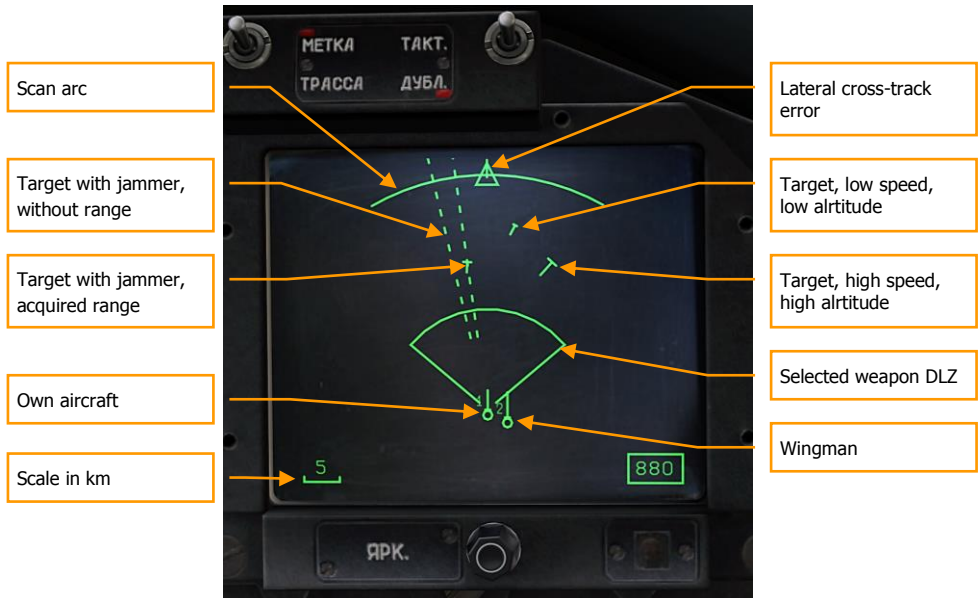 МЕТКА ТАКТ.
ТРАССА ДУБЛ.
Scan arc
Lateral cross-track
error
Target with jammer,
without range
Target, low speed,
low alrtitude
Target with jammer,
acquired range
Target, high speed,
high alrtitude
Selected weapon DLZ
Own aircraft
1
2
Wingman
Scale in km
5
880
ЯРК.